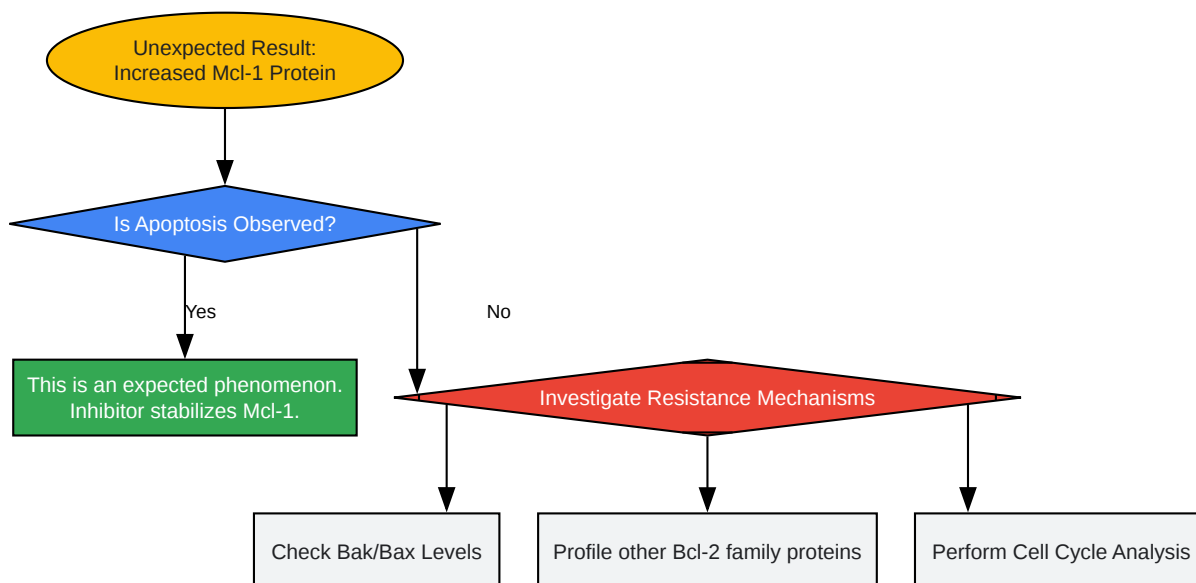 Unexpected Result:
Increased Mcl-1 Protein
Is Apoptosis Observed?
Yes
No
This is an expected phenomenon.
Inhibitor stabilizes Mcl-1.
Investigate Resistance Mechanisms
Check Bak/Bax Levels
Profile other Bcl-2 family proteins
Perform Cell Cycle Analysis